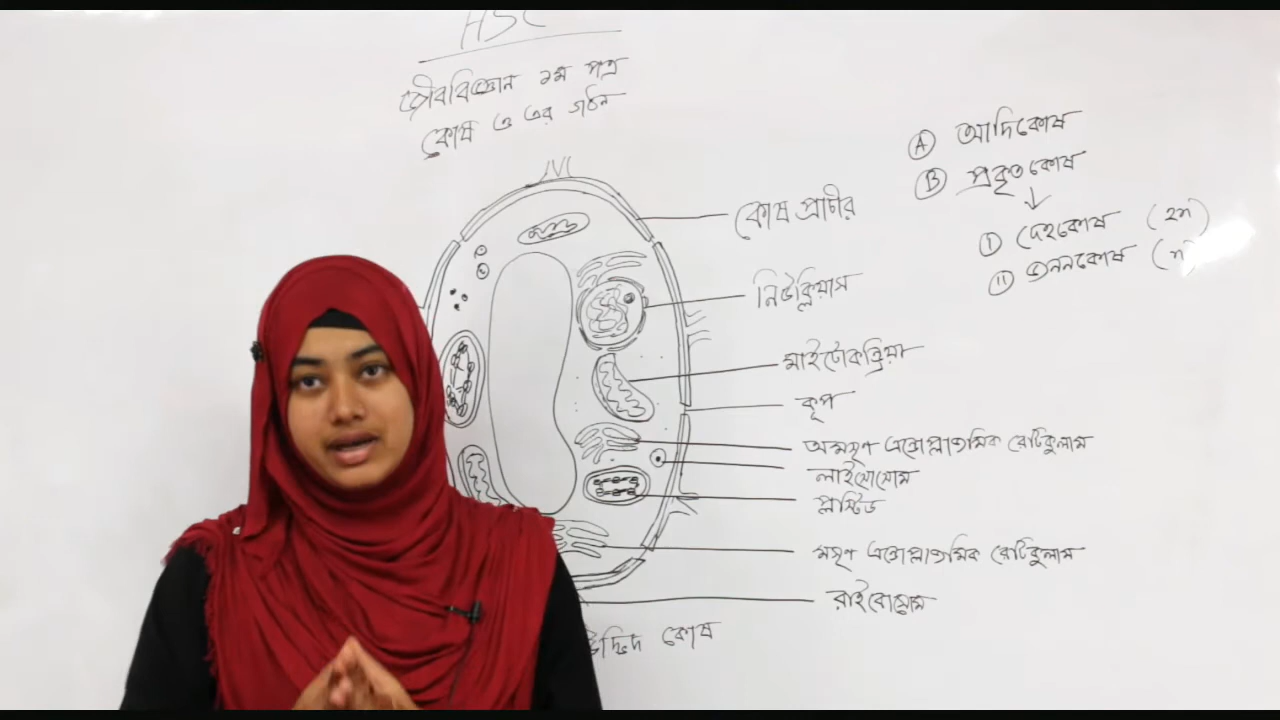 HSC
জীববিজ্ঞান ১ম পত্র
কোষ ও এর গঠন
A আদিকোষ
B প্রকৃতকোষ
i দেহকোষ (2n)
ii জননকোষ (n)
কোষ প্রাচীর
নিউক্লিয়াস
মাইটোকন্ড্রিয়া
কূপ
অমসৃণ এন্ডোপ্লাজমিক রেটিকুলাম
লাইসোসোম
প্লাস্টিড
মসৃণ এন্ডোপ্লাজমিক রেটিকুলাম
রাইবোসোম
উদ্ভিদ কোষ